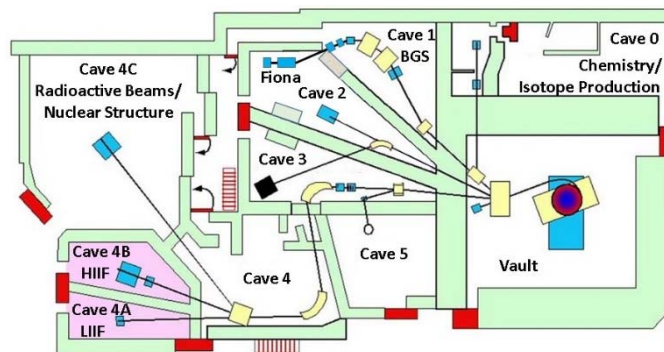 Cave 4C
Radioactive Beams/
Nuclear Structure
Fiona
Cave 1
BGS
Cave 2
Cave 3
Cave 0
Chemistry/
Isotope Production
Cave 4B
HIIF
Cave 4A
LIIF
Cave 4
Cave 5
Vault